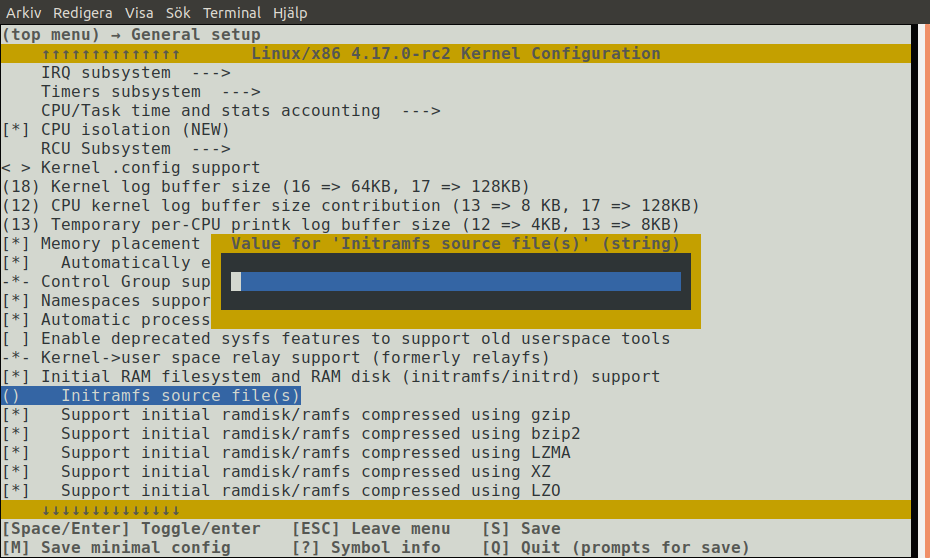 Arkiv Redigera Visa Sök Terminal Hjälp
(top menu) → General setup
↑↑↑↑↑↑↑↑↑↑↑↑↑↑ Linux/x86 4.17.0-rc2 Kernel Configuration
IRQ subsystem --->
Timers subsystem --->
CPU/Task time and stats accounting --->
[*] CPU isolation (NEW)
RCU Subsystem --->
< > Kernel .config support
(18) Kernel log buffer size (16 => 64KB, 17 => 128KB)
(12) CPU kernel log buffer size contribution (13 => 8 KB, 17 => 128KB)
(13) Temporary per-CPU printk log buffer size (12 => 4KB, 13 => 8KB)
[*] Memory placement
Value for 'Initramfs source file(s)' (string)
[*] Automatically e
-*- Control Group sup
[*] Namespaces suppor
[*] Automatic process
[ ] Enable deprecated sysfs features to support old userspace tools
-*- Kernel->user space relay support (formerly relayfs)
[*] Initial RAM filesystem and RAM disk (initramfs/initrd) support
() Initramfs source file(s)
[*] Support initial ramdisk/ramfs compressed using gzip
[*] Support initial ramdisk/ramfs compressed using bzip2
[*] Support initial ramdisk/ramfs compressed using LZMA
[*] Support initial ramdisk/ramfs compressed using XZ
[*] Support initial ramdisk/ramfs compressed using LZO
↓↓↓↓↓↓↓↓↓↓↓↓↓↓
[Space/Enter] Toggle/enter [ESC] Leave menu [S] Save
[M] Save minimal config [?] Symbol info [Q] Quit (prompts for save)